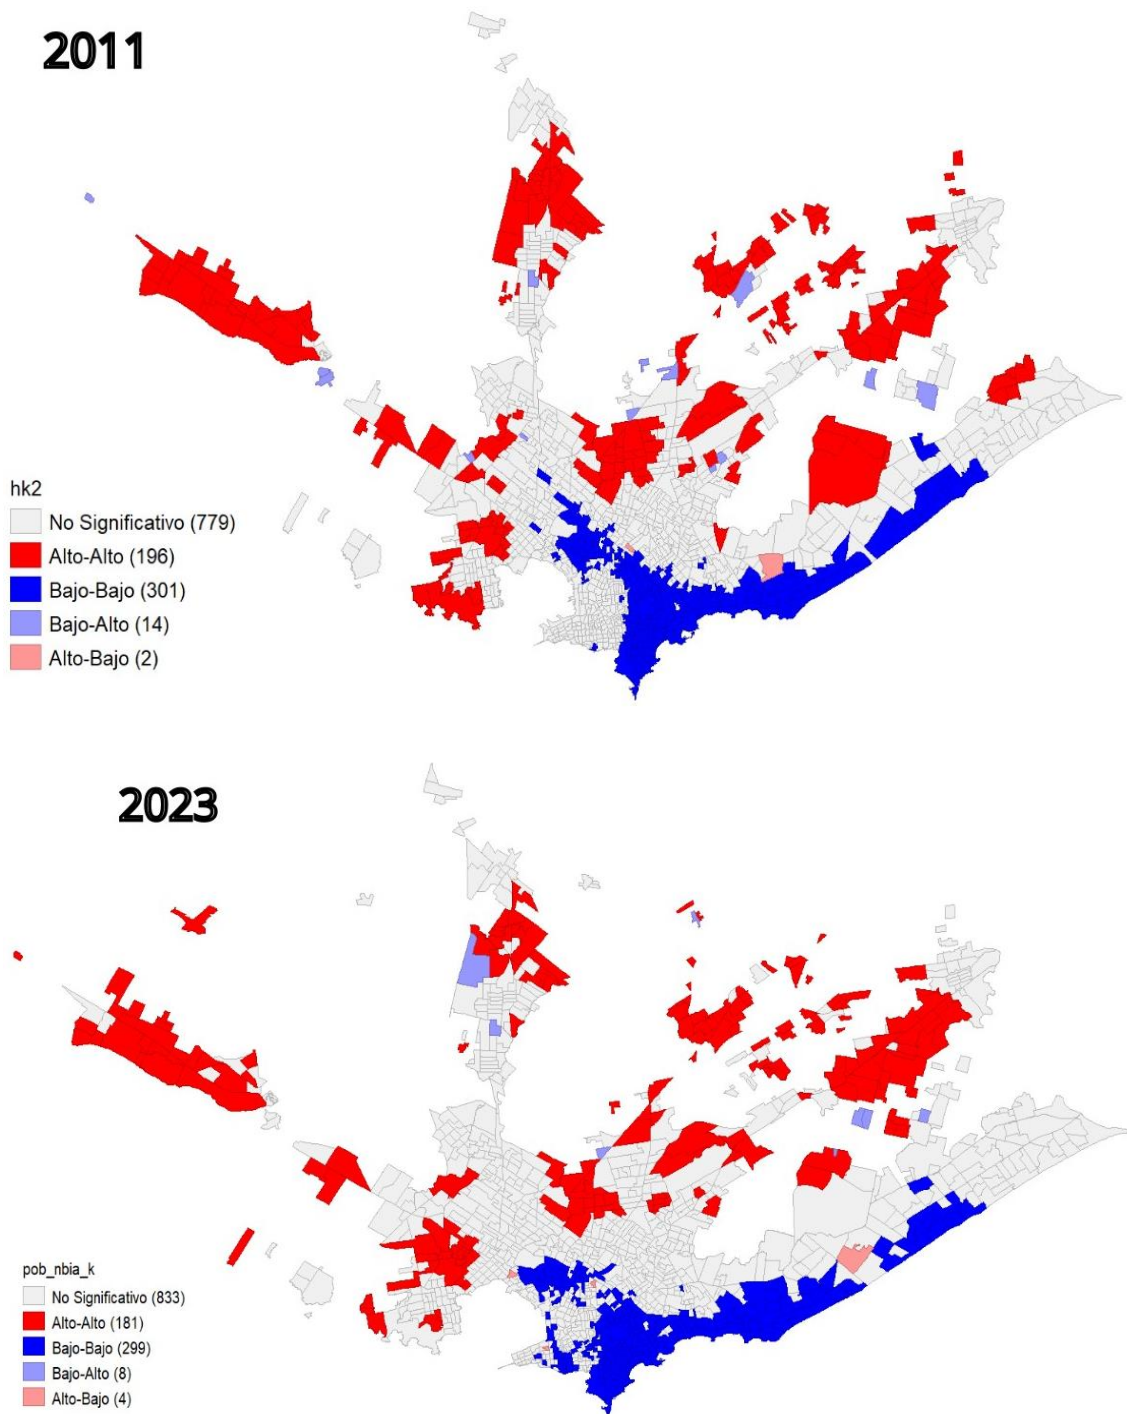 2011
hk2
No Significativo (779)
Alto-Alto (196)
Bajo-Bajo (301)
Bajo-Alto (14)
Alto-Bajo (2)
2023
pob_nbia_k
No Significativo (833)
Alto-Alto (181)
Bajo-Bajo (299)
Bajo-Alto (8)
Alto-Bajo (4)